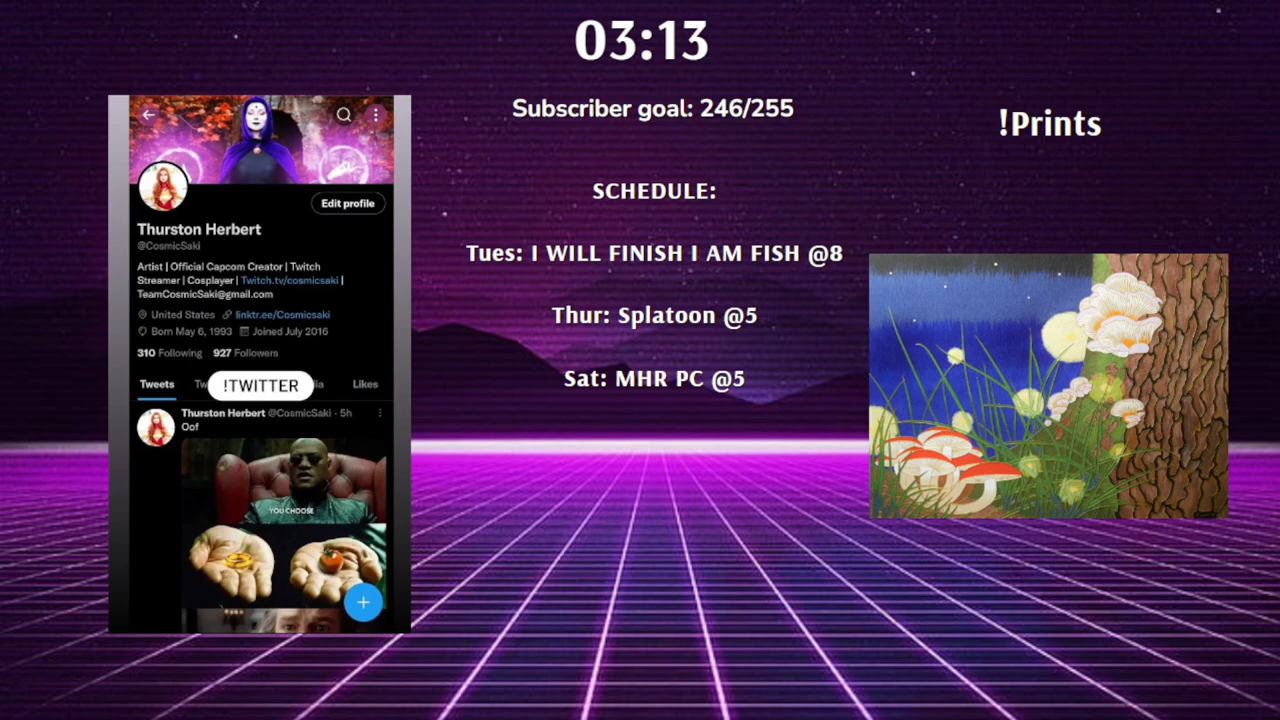 03:13
Subscriber goal: 246/255
!Prints
SCHEDULE:
Tues: I WILL FINISH I AM FISH @8
Thur: Splatoon @5
Sat: MHR PC @5
Edit profile
Thurston Herbert
@CosmicSaki
Artist | Official Capcom Creator | Twitch
Streamer | Cosplayer | Twitch.tv/cosmicsaki |
TeamCosmicSaki@gmail.com
United States linktr.ee/Cosmicsaki
Born May 6, 1993 Joined July 2016
310 Following 927 Followers
Tweets Tw !TWITTER ia Likes
Thurston Herbert @CosmicSaki · 5h
Oof
YOU CHOOSE